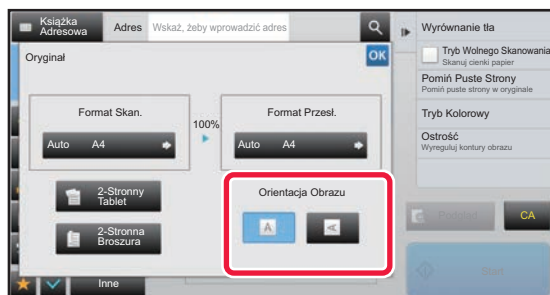 Książka
Adresowa
Adres
Wskaż, żeby wprowadzić adres
Wyrównanie tła
Tryb Wolnego Skanowania
Skanuj cienki papier
Pomiń Puste Strony
Pomiń puste strony w oryginale
Tryb Kolorowy
Ostrość
Wyreguluj kontury obrazu
Oryginał
OK
Format Skan.
100%
Format Przesł.
Auto A4
Auto A4
2-Stronny
Tablet
2-Stronna
Broszura
Orientacja Obrazu
A
A
Podgląd
CA
Start
Inne